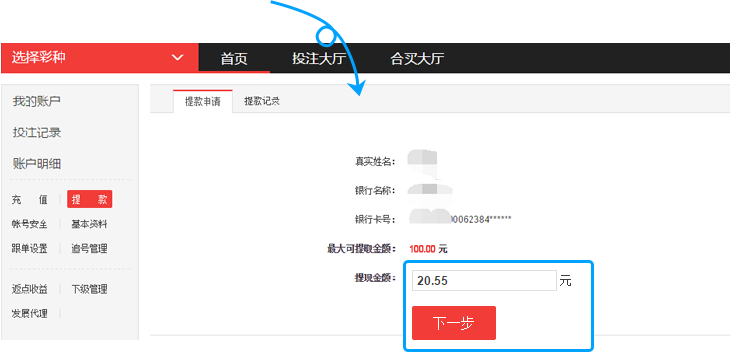 选择彩种 首页 投注大厅 合买大厅
我的账户
投注记录
账户明细
充 值 提 款
帐号安全 基本资料
跟单设置 追号管理
返点收益 下级管理
发展代理
提款申请 提款记录
真实姓名：
银行名称：
银行卡号： 00062384******
最大可提取金额： 100.00 元
提现金额： 20.55 元
下一步